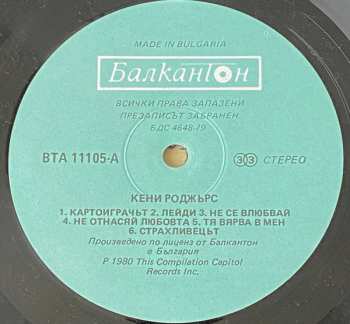 MADE IN BULGARIA
Балкантон
ВСИЧКИ ПРАВА ЗАПАЗЕНИ
ПРЕЗАПИСЪТ ЗАБРАНЕН
БДС 4648-79
ВТА 11105-А
33 СТЕРЕО
КЕНИ РОДЖЪРС
1. КАРТОИГРАЧЪТ 2. ЛЕЙДИ 3. НЕ СЕ ВЛЮБВАЙ
4. НЕ ОТНАСЯЙ ЛЮБОВТА 5. ТЯ ВЯРВА В МЕН
6. СТРАХЛИВЕЦЪТ
Произведено по лиценз от Балкантон
в България
P 1980 This Compilation Capitol
Records Inc.